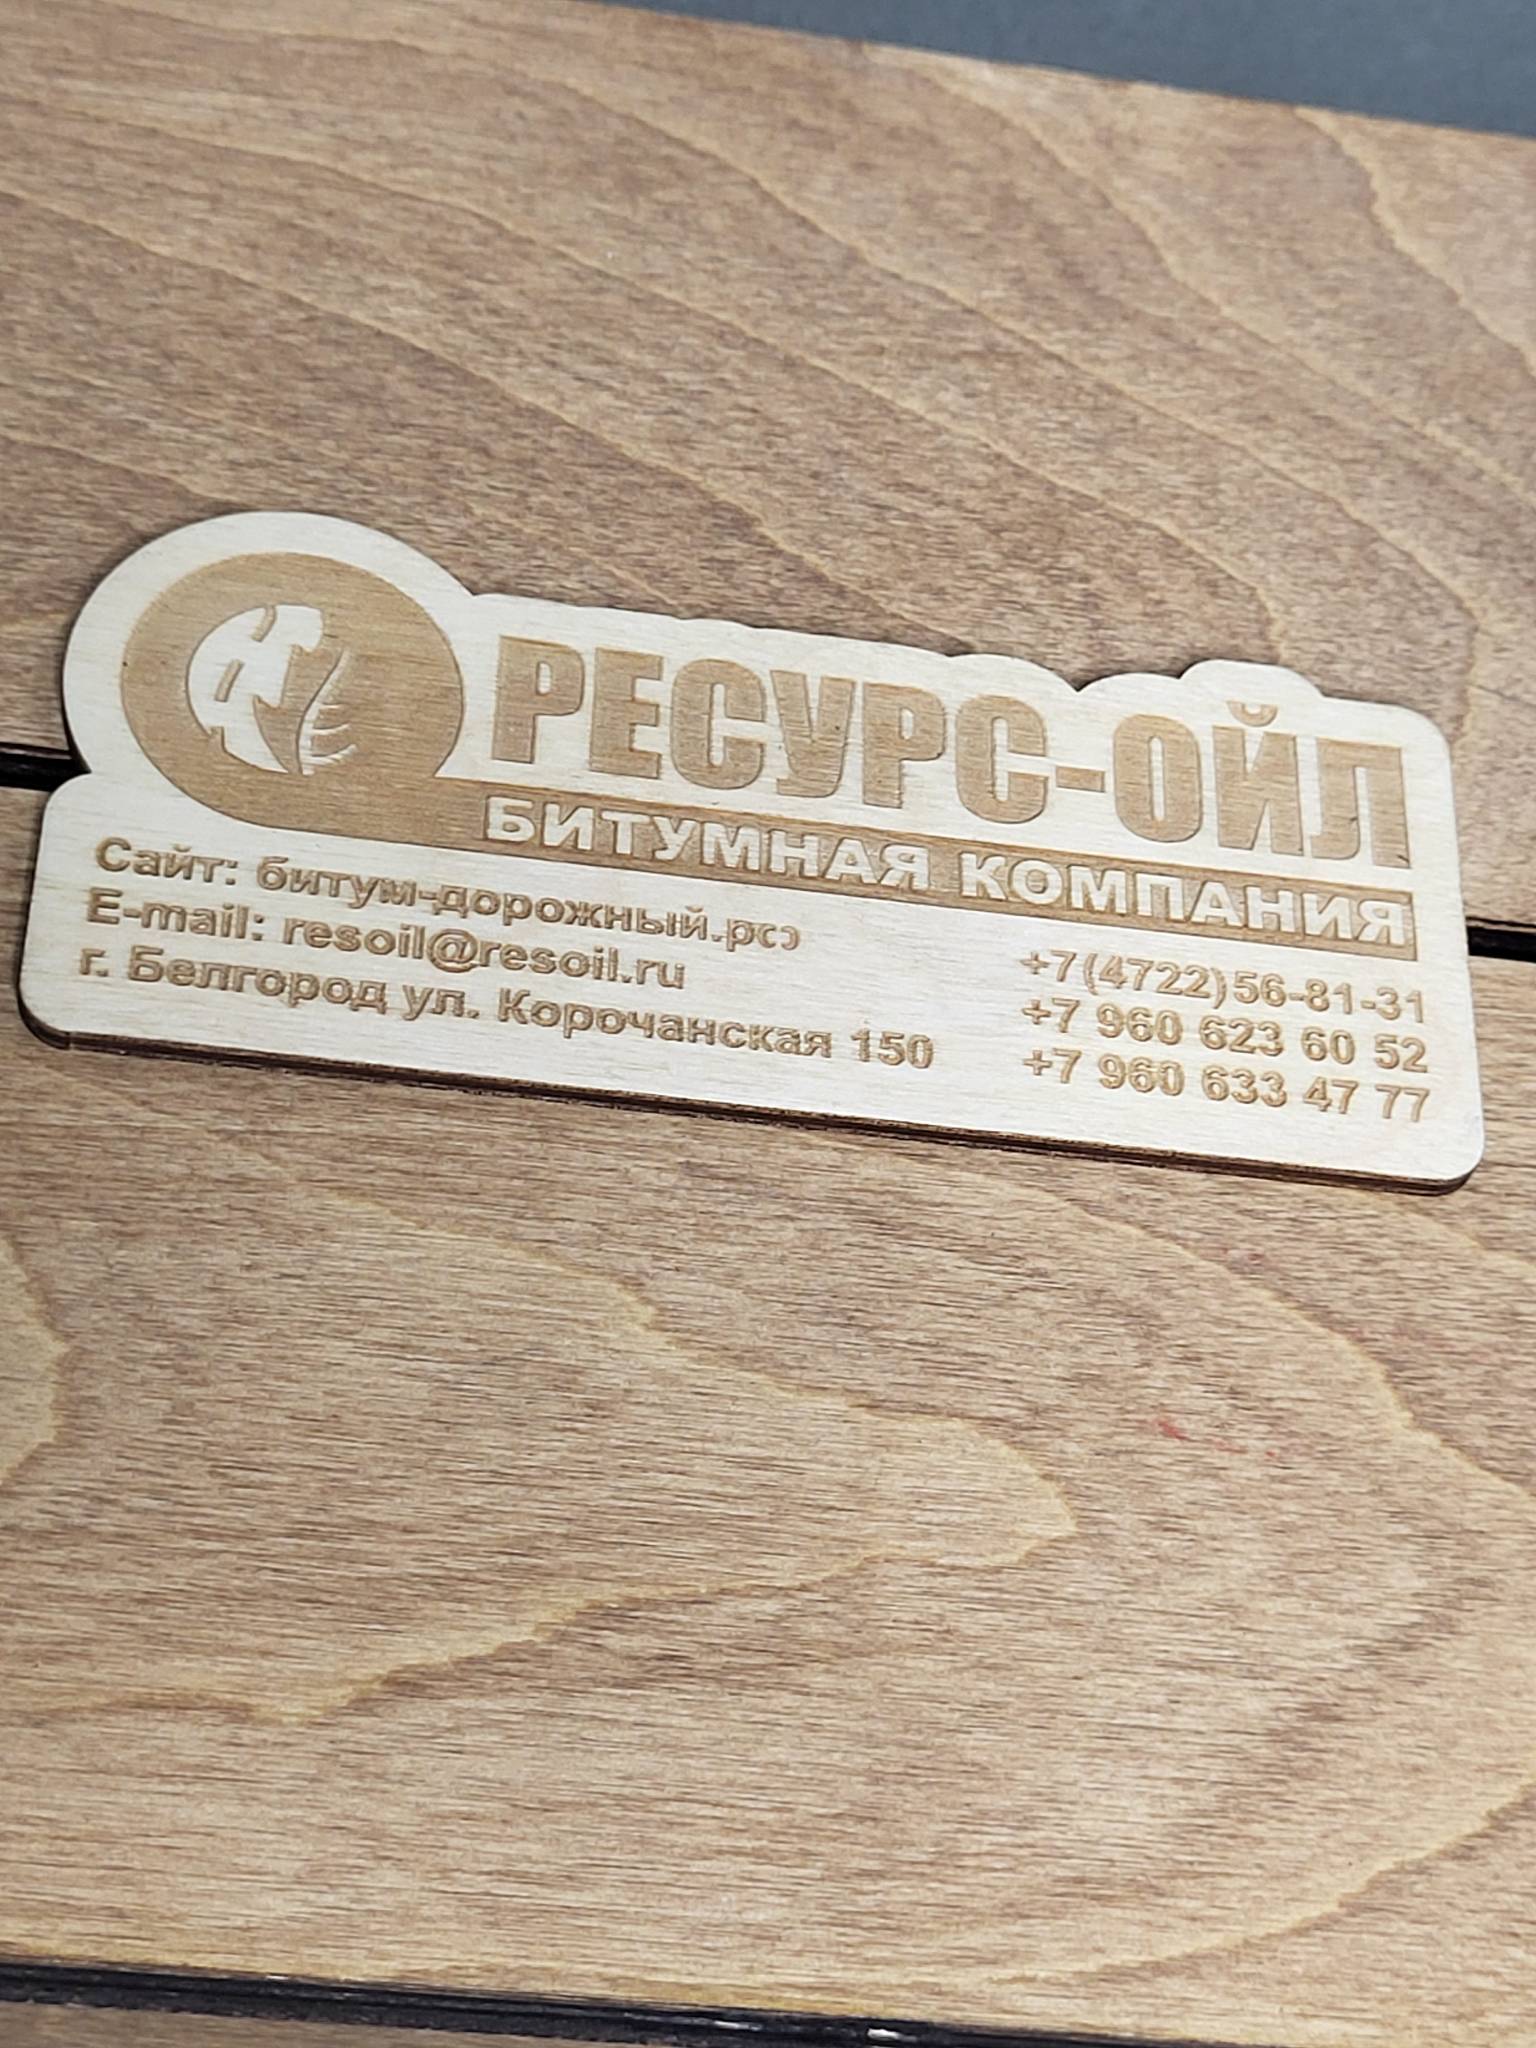 РЕСУРС-ОЙЛ
БИТУМНАЯ КОМПАНИЯ
Сайт: битум-дорожный.рф
E-mail: resoil@resoil.ru
г. Белгород ул. Корочанская 150
+7(4722)56-81-31
+7 960 623 60 52
+7 960 633 47 77